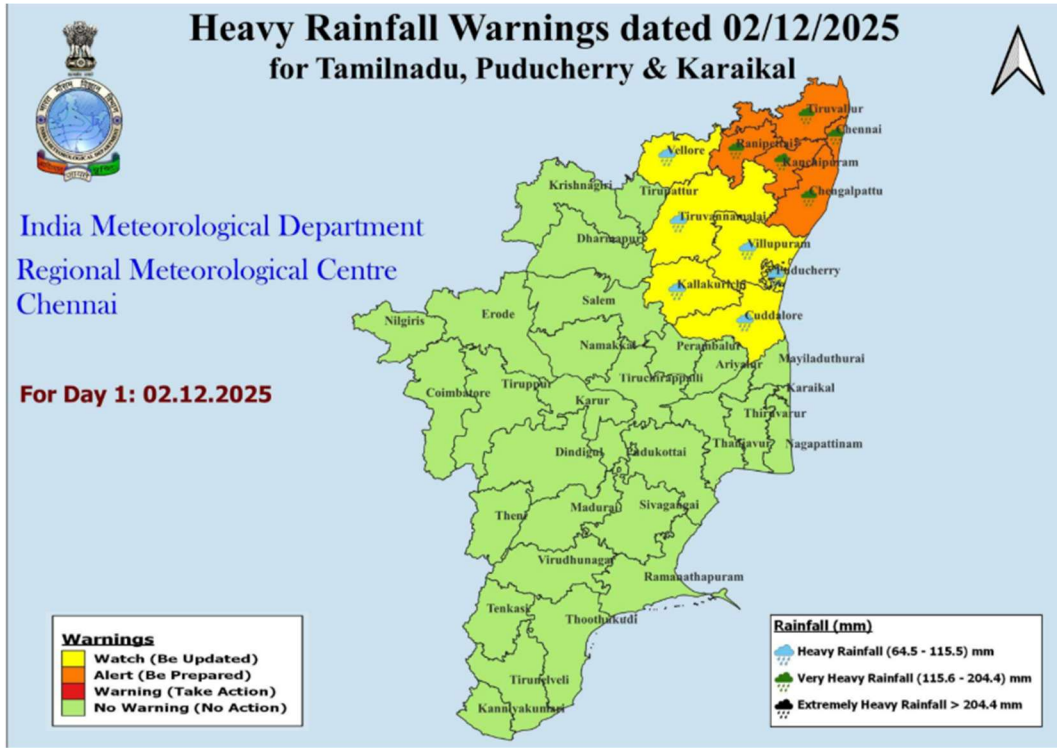 Heavy Rainfall Warnings dated 02/12/2025
for Tamilnadu, Puducherry & Karaikal
INDIA METEOROLOGICAL DEPARTMENT
India Meteorological Department
Regional Meteorological Centre
Chennai
For Day 1: 02.12.2025
Tiruvallur
Chennai
Ranipettai
Vellore
Kanchipuram
Krishnagiri
Tirupattur
Chengalpattu
Tiruvannamalai
Dharmapuri
Villupuram
Puducherry
Kallakurichi
Salem
Cuddalore
Nilgiris
Erode
Namakkal
Perambalur
Mayiladuthurai
Ariyalur
Tiruchirappalli
Tiruppur
Karaikal
Coimbatore
Karur
Thiruvarur
Thanjavur
Nagapattinam
Dindigul
Pudukottai
Theni
Madurai
Sivagangai
Virudhunagar
Ramanathapuram
Tenkasi
Thoothukudi
Tirunelveli
Kanniyakumari
Warnings
Watch (Be Updated)
Alert (Be Prepared)
Warning (Take Action)
No Warning (No Action)
Rainfall (mm)
Heavy Rainfall (64.5 - 115.5) mm
Very Heavy Rainfall (115.6 - 204.4) mm
Extremely Heavy Rainfall > 204.4 mm